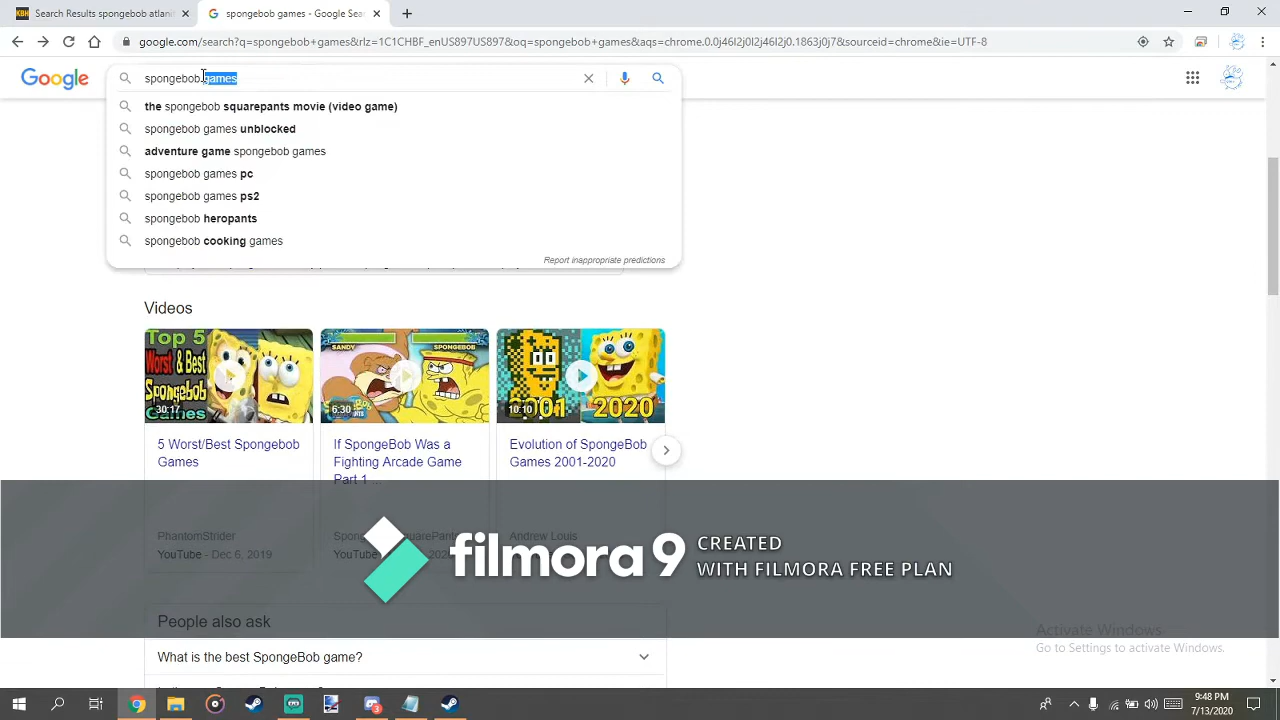 KBH Search Results spongebob atlanti
spongebob games - Google Sear
google.com/search?q=spongebob+games&rlz=1C1CHBF_enUS897US897&oq=spongebob+games&aqs=chrome.0.0j46l2j0l2j46l2j0.1863j0j7&sourceid=chrome&ie=UTF-8
Google
spongebob games
the spongebob squarepants movie (video game)
spongebob games unblocked
adventure game spongebob games
spongebob games pc
spongebob games ps2
spongebob heropants
spongebob cooking games
Report inappropriate predictions
Videos
Top 5
Worst & Best
Spongebob
Games
30:17
SANDY SPONGEBOB
6:30
2001 2020
10:10
5 Worst/Best Spongebob
Games
If SpongeBob Was a
Fighting Arcade Game
Part 1 ...
Evolution of SpongeBob
Games 2001-2020
PhantomStrider
YouTube - Dec 6, 2019
Andrew Louis
YouTube
filmora 9 CREATED
WITH FILMORA FREE PLAN
People also ask
What is the best SpongeBob game?
Activate Windows
Go to Settings to activate Windows.
9:48 PM
7/13/2020